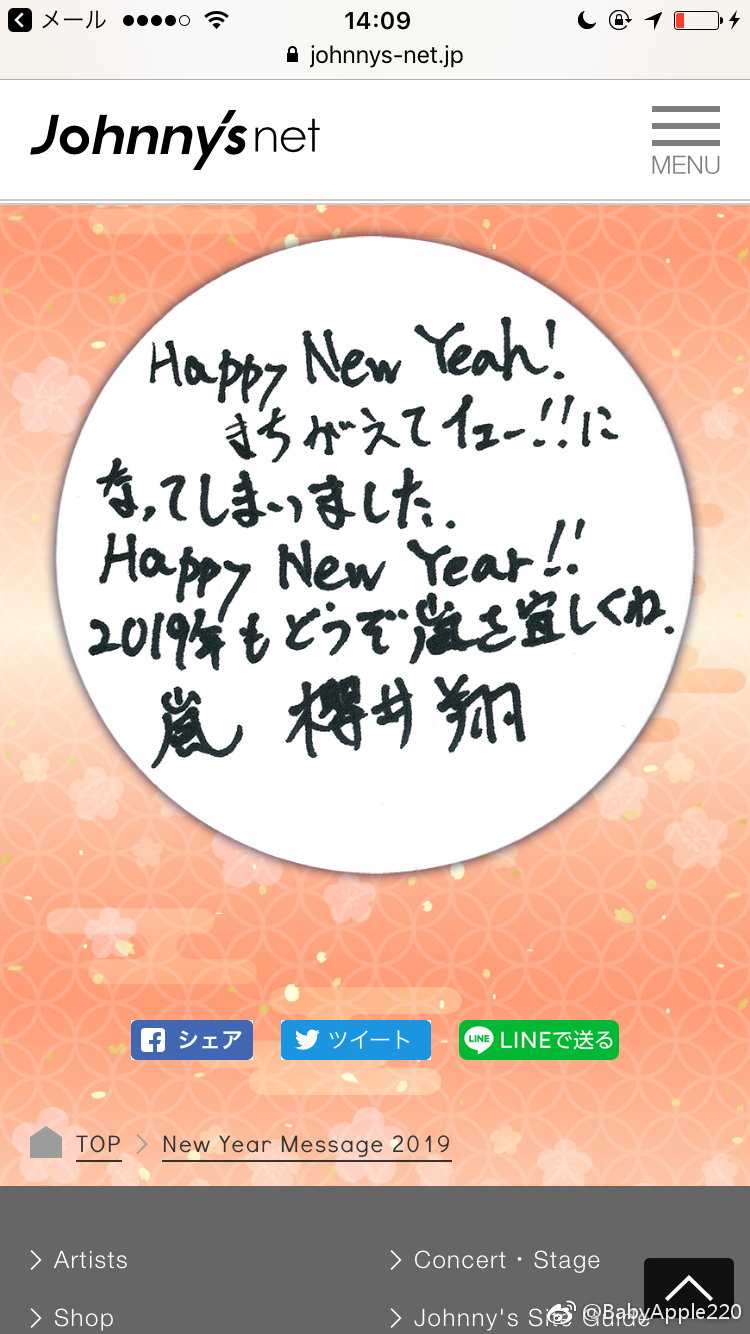 メール
14:09
johnnys-net.jp
Johnny's net
MENU
Happy New Yeah!
まちがえてイェー!!に
なってしまいました.
Happy New Year!!
2019年もどうぞ嵐を宜しくね.
嵐 櫻井翔
シェア
ツイート
LINE LINEで送る
TOP
New Year Message 2019
Artists
Concert・Stage
Shop
Johnny's Site Guide
@BabyApple220